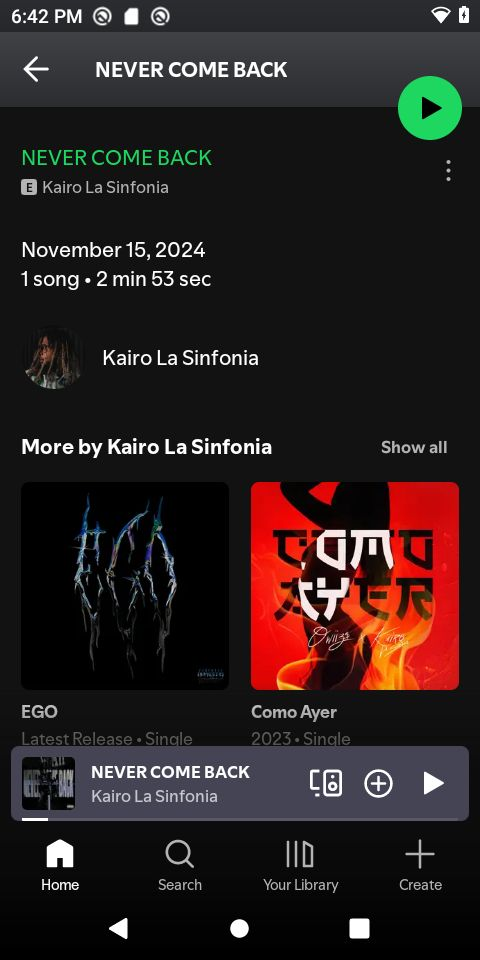 6:42 PM
NEVER COME BACK
NEVER COME BACK
E Kairo La Sinfonia
November 15, 2024
1 song • 2 min 53 sec
Kairo La Sinfonia
More by Kairo La Sinfonia
Show all
COMO
AYER
EGO
Latest Release • Single
Como Ayer
2023 • Single
NEVER COME BACK
Kairo La Sinfonia
Home
Search
Your Library
Create